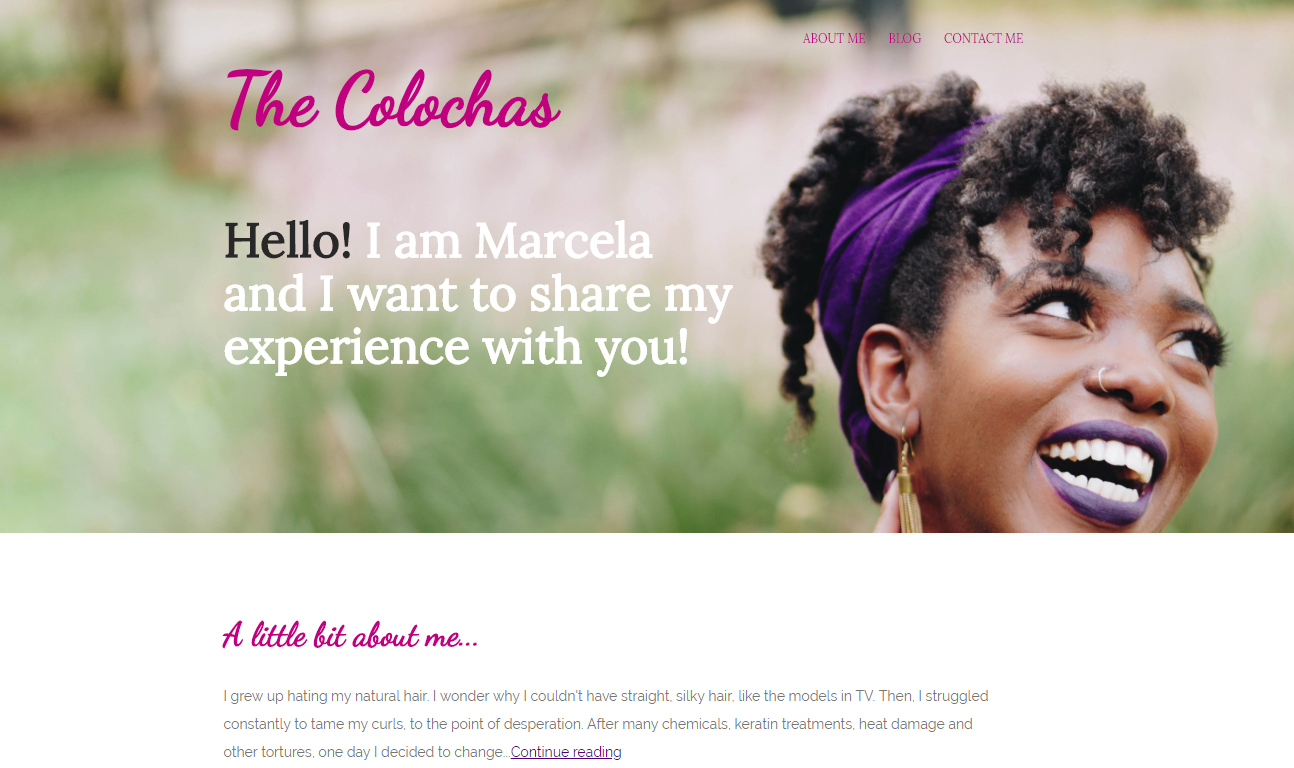 ABOUT ME BLOG CONTACT ME
The Colochas
Hello! I am Marcela
and I want to share my
experience with you!
A little bit about me...
I grew up hating my natural hair. I wonder why I couldn't have straight, silky hair, like the models in TV. Then, I struggled
constantly to tame my curls, to the point of desperation. After many chemicals, keratin treatments, heat damage and
other tortures, one day I decided to change...Continue reading